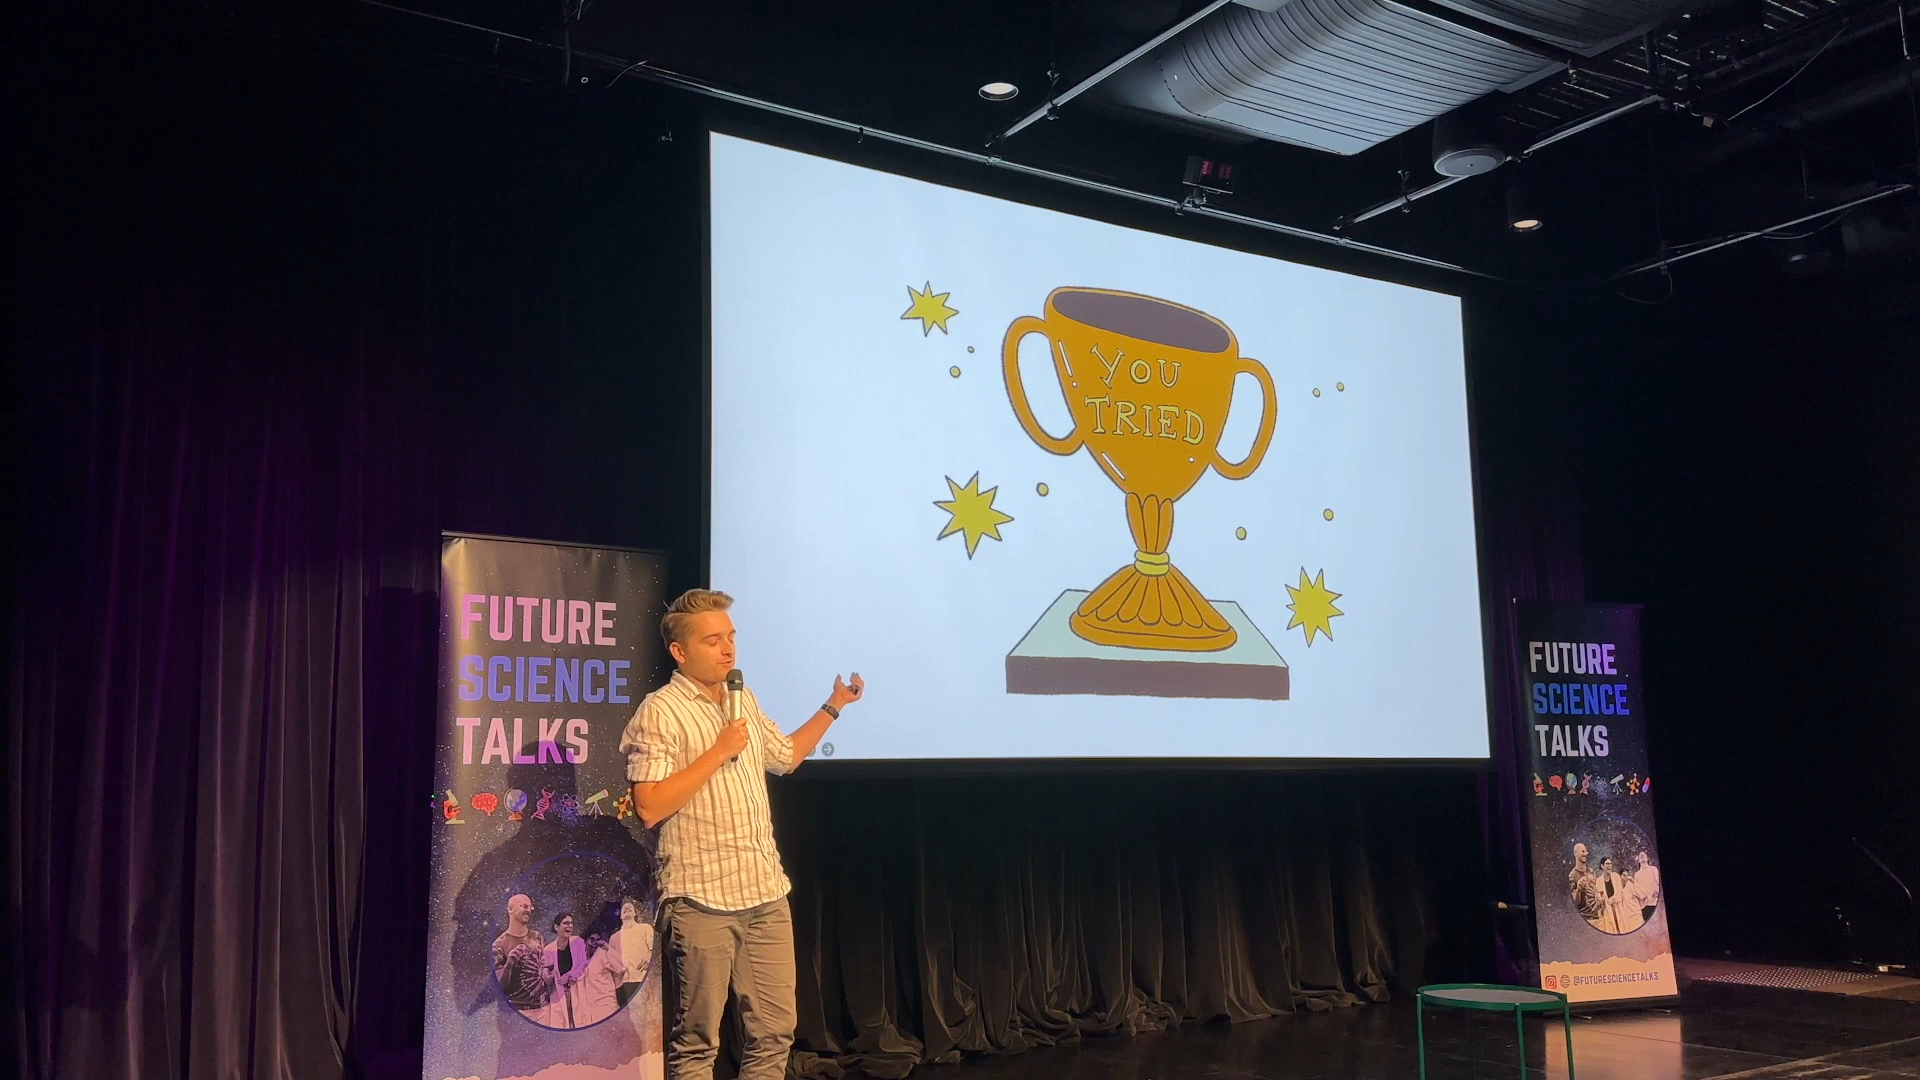 YOU
TRIED
FUTURE
SCIENCE
TALKS
FUTURE
SCIENCE
TALKS
@FUTURESCIENCETALKS